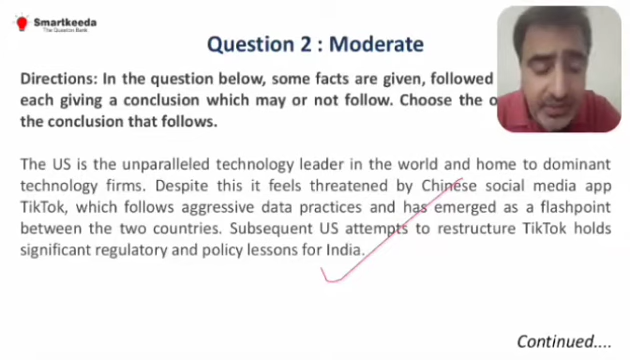 Smartkeeda
The Question Bank
Question 2 : Moderate
Directions: In the question below, some facts are given, followed
each giving a conclusion which may or not follow. Choose the
the conclusion that follows.
The US is the unparalleled technology leader in the world and home to dominant
technology firms. Despite this it feels threatened by Chinese social media app
TikTok, which follows aggressive data practices and has emerged as a flashpoint
between the two countries. Subsequent US attempts to restructure TikTok holds
significant regulatory and policy lessons for India.
Continued....